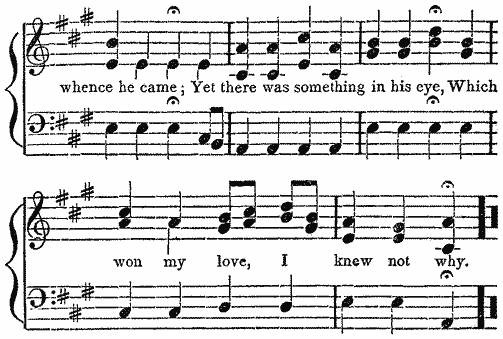 whence he came; Yet there was something in his eye, Which
won my love, I knew not why.